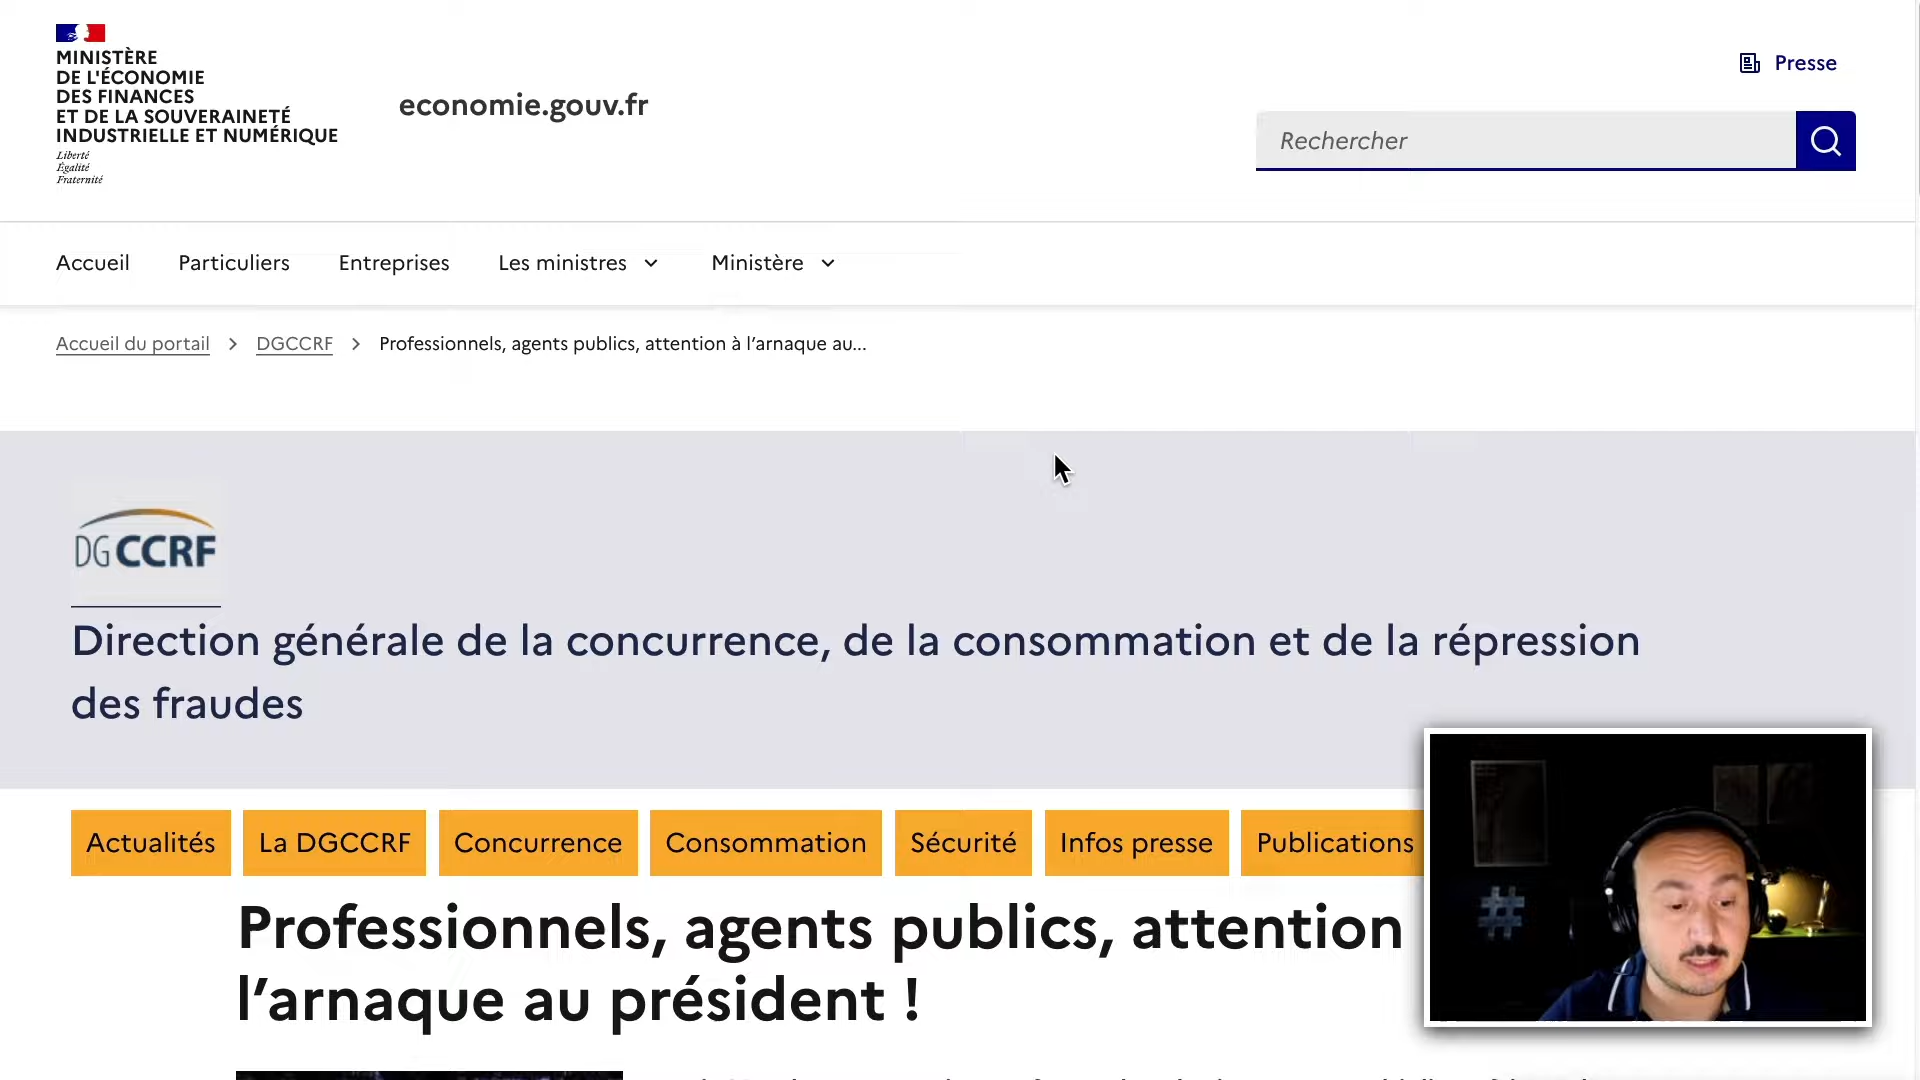 MINISTÈRE
DE L'ÉCONOMIE
DES FINANCES
ET DE LA SOUVERAINETÉ
INDUSTRIELLE ET NUMÉRIQUE
Liberté
Égalité
Fraternité
economie.gouv.fr
Presse
Rechercher
Accueil
Particuliers
Entreprises
Les ministres
Ministère
Accueil du portail > DGCCRF > Professionnels, agents publics, attention à l’arnaque au...
DGCCRF
Direction générale de la concurrence, de la consommation et de la répression
des fraudes
Actualités
La DGCCRF
Concurrence
Consommation
Sécurité
Infos presse
Publications
Professionnels, agents publics, attention
l’arnaque au président !
#